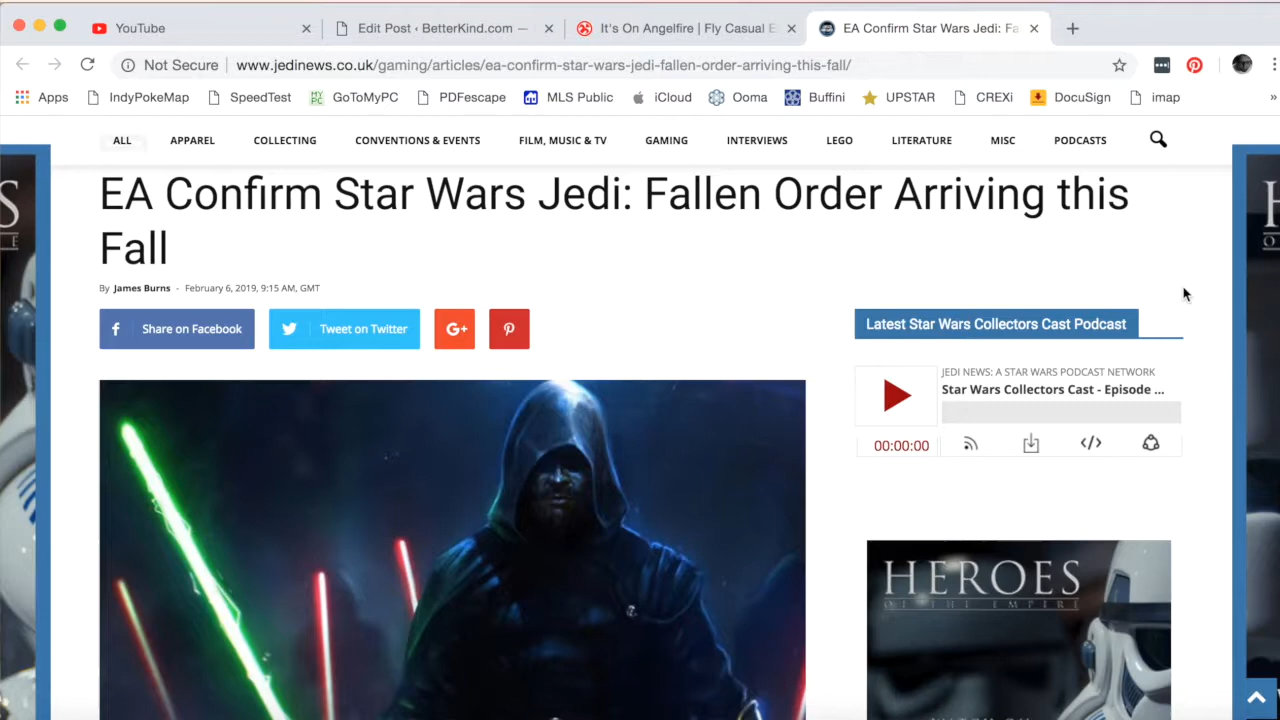 YouTube
Edit Post ‹ BetterKind.com —
It's On Angelfire | Fly Casual E
EA Confirm Star Wars Jedi: Fa
Not Secure | www.jedinews.co.uk/gaming/articles/ea-confirm-star-wars-jedi-fallen-order-arriving-this-fall/
Apps IndyPokeMap SpeedTest GoToMyPC PDFescape MLS Public iCloud Ooma Buffini UPSTAR CREXi DocuSign imap »
ALL APPAREL COLLECTING CONVENTIONS & EVENTS FILM, MUSIC & TV GAMING INTERVIEWS LEGO LITERATURE MISC PODCASTS
EA Confirm Star Wars Jedi: Fallen Order Arriving this
Fall
By James Burns - February 6, 2019, 9:15 AM, GMT
Share on Facebook
Tweet on Twitter
G+
Latest Star Wars Collectors Cast Podcast
JEDI NEWS: A STAR WARS PODCAST NETWORK
Star Wars Collectors Cast - Episode ...
00:00:00
HEROES
OF THE EMPIRE